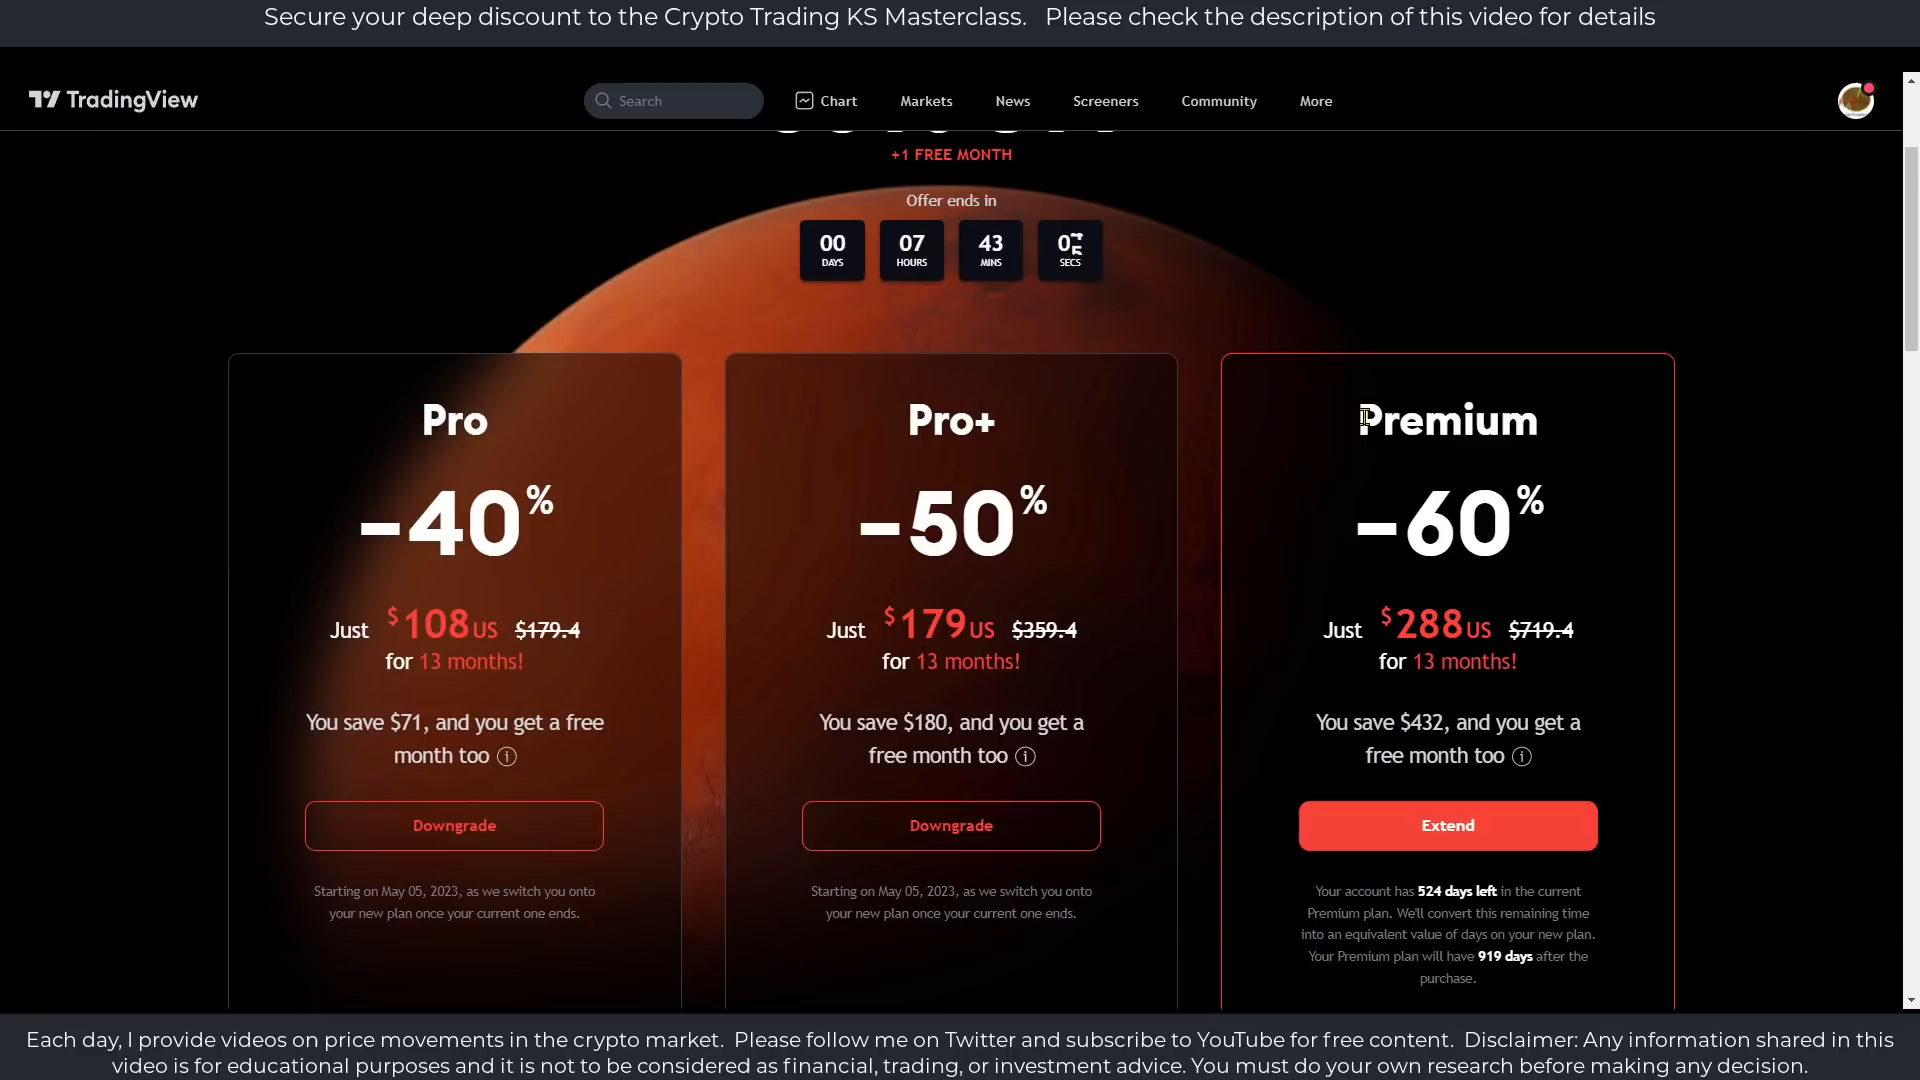 Secure your deep discount to the Crypto Trading KS Masterclass. Please check the description of this video for details
TradingView
Search
Chart
Markets
News
Screeners
Community
More
+1 FREE MONTH
Offer ends in
00 07 43
DAYS HOURS MINS SECS
Pro
-40%
Just $108US $179.4
for 13 months!
You save $71, and you get a free
month too
Downgrade
Starting on May 05, 2023, as we switch you onto
your new plan once your current one ends.
Pro+
-50%
Just $179US $359.4
for 13 months!
You save $180, and you get a
free month too
Downgrade
Starting on May 05, 2023, as we switch you onto
your new plan once your current one ends.
Premium
-60%
Just $288US $719.4
for 13 months!
You save $432, and you get a
free month too
Extend
Your account has 524 days left in the current
Premium plan. We'll convert this remaining time
into an equivalent value of days on your new plan.
Your Premium plan will have 919 days after the
purchase.
Each day, I provide videos on price movements in the crypto market. Please follow me on Twitter and subscribe to YouTube for free content. Disclaimer: Any information shared in this
video is for educational purposes and it is not to be considered as financial, trading, or investment advice. You must do your own research before making any decision.